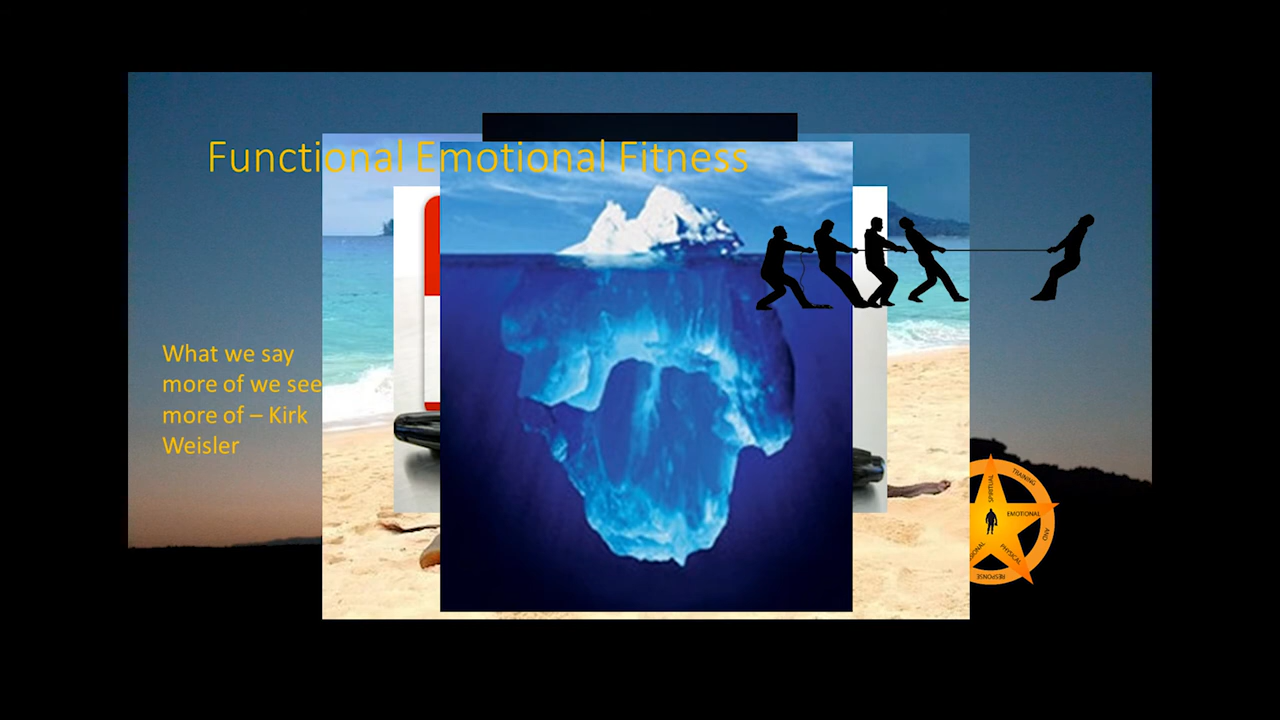 Functional Emotional Fitness
What we say
more of we see
more of – Kirk
Weisler
TRAINING
SPIRITUAL
EMOTIONAL
AND
PHYSICAL
RESPONSE